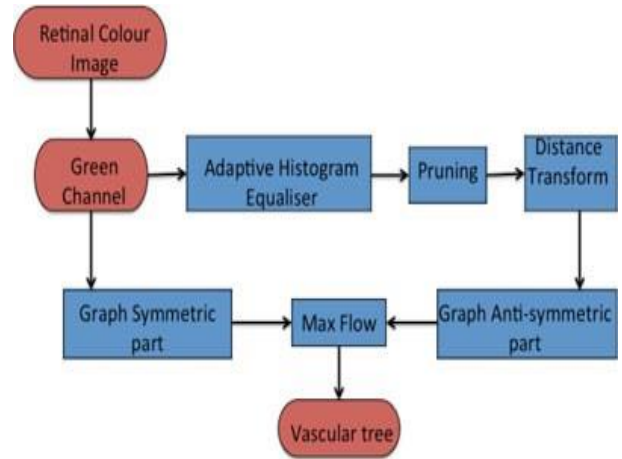 Retinal Colour
Image
Green
Channel
Adaptive Histogram
Equaliser
Pruning
Distance
Transform
Graph Symmetric
part
Max Flow
Graph Anti-symmetric
part
Vascular tree